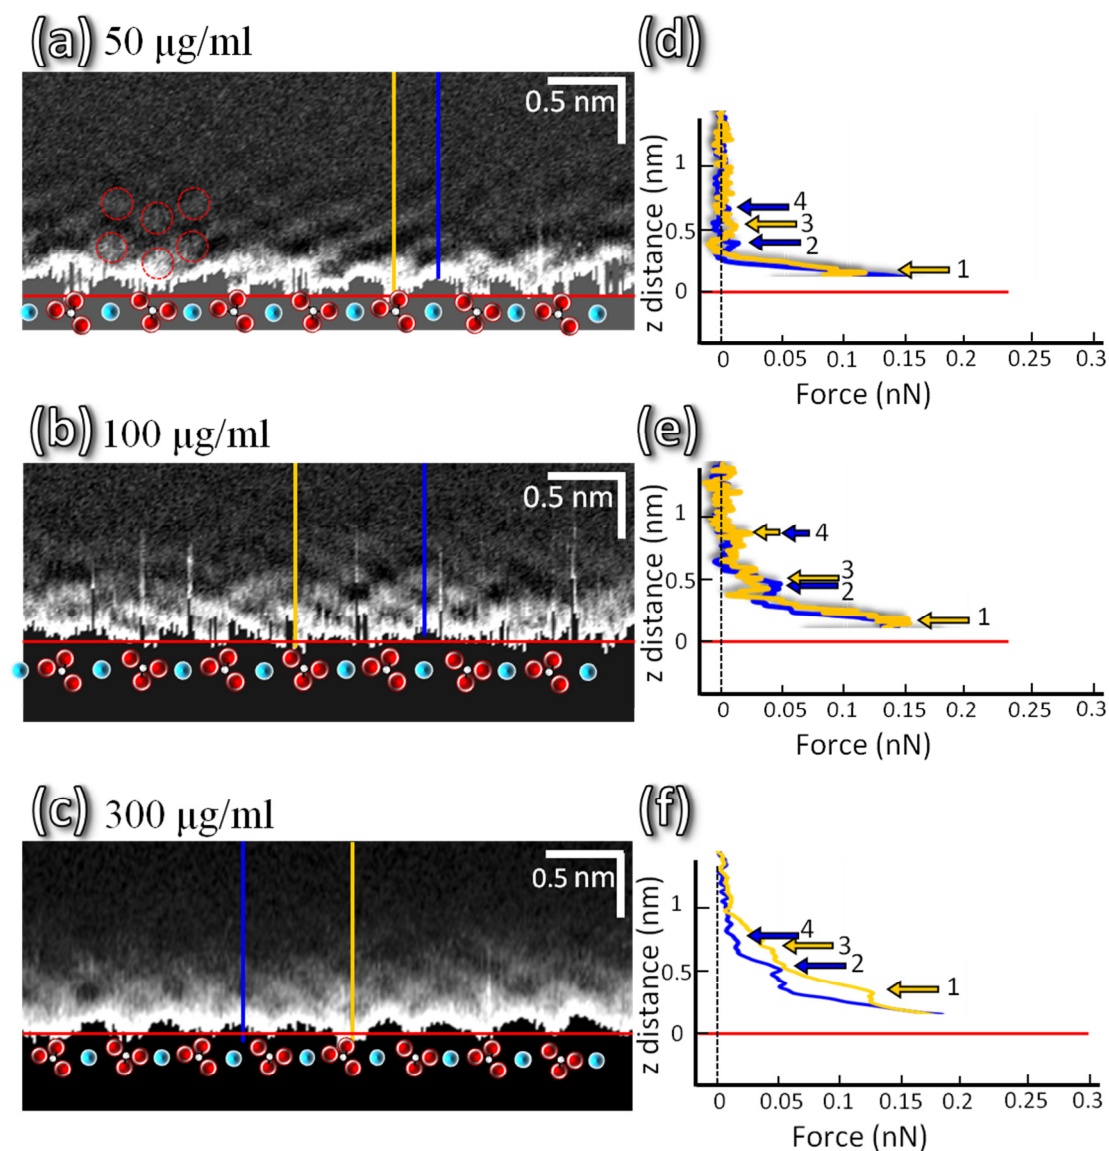 (a) 50 µg/ml
0.5 nm
(d)
z distance (nm)
1
0.5
0
4
3
2
1
0 0.05 0.1 0.15 0.2 0.25 0.3
Force (nN)
(b) 100 µg/ml
0.5 nm
(e)
z distance (nm)
1
0.5
0
4
3
2
1
0 0.05 0.1 0.15 0.2 0.25 0.3
Force (nN)
(c) 300 µg/ml
0.5 nm
(f)
z distance (nm)
1
0.5
0
4
3
2
1
0 0.05 0.1 0.15 0.2 0.25 0.3
Force (nN)